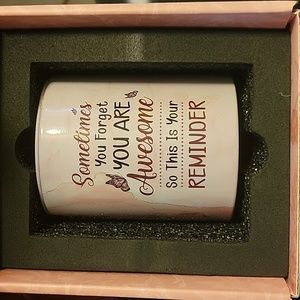 Sometimes
You Forget
YOU ARE
Awesome
So This Is Your
REMINDER